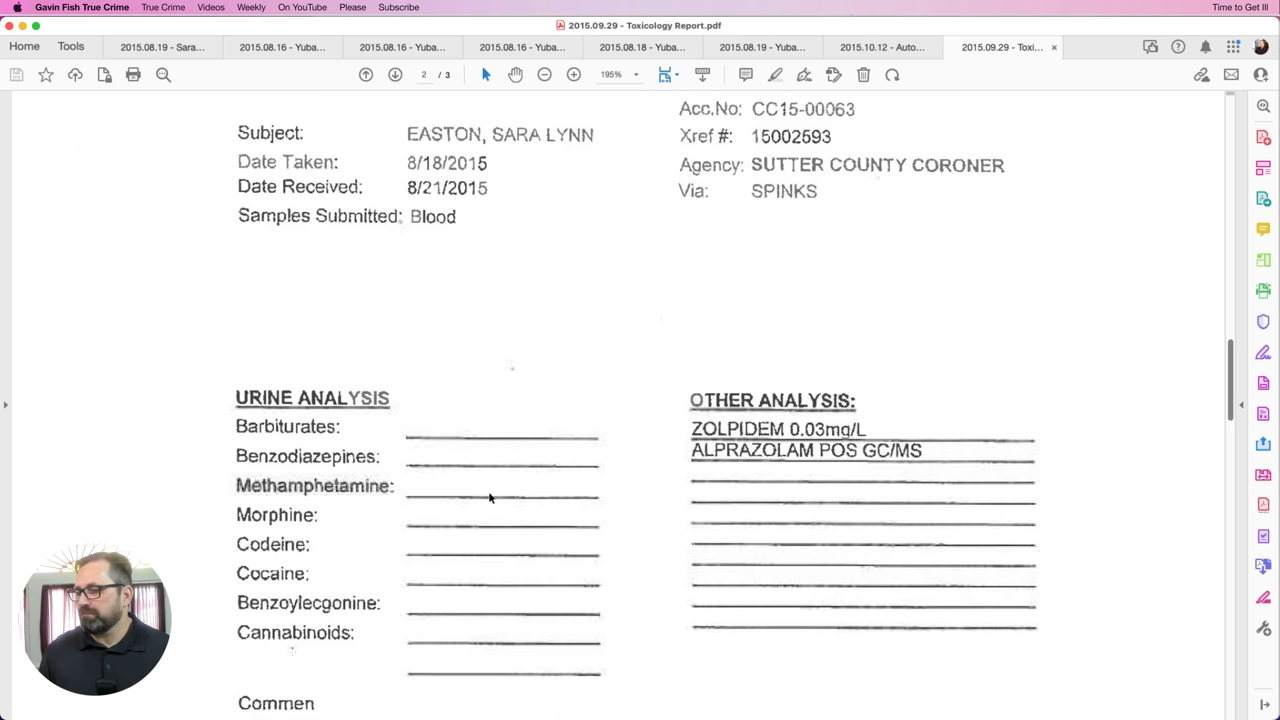 Gavin Fish True Crime True Crime Videos Weekly On YouTube Please Subscribe Time to Get Ill
2015.09.29 - Toxicology Report.pdf
Home Tools 2015.08.19 - Sara... 2015.08.16 - Yuba... 2015.08.16 - Yuba... 2015.08.16 - Yuba... 2015.08.18 - Yuba... 2015.08.19 - Yuba... 2015.10.12 - Auto... 2015.09.29 - Toxi...
2 / 3 195%
Acc.No: CC15-00063
Subject: EASTON, SARA LYNN Xref #: 15002593
Date Taken: 8/18/2015 Agency: SUTTER COUNTY CORONER
Date Received: 8/21/2015 Via: SPINKS
Samples Submitted: Blood
URINE ANALYSIS OTHER ANALYSIS:
Barbiturates: ZOLPIDEM 0.03mg/L
Benzodiazepines: ALPRAZOLAM POS GC/MS
Methamphetamine:
Morphine:
Codeine:
Cocaine:
Benzoylecgonine:
Cannabinoids:
Commen